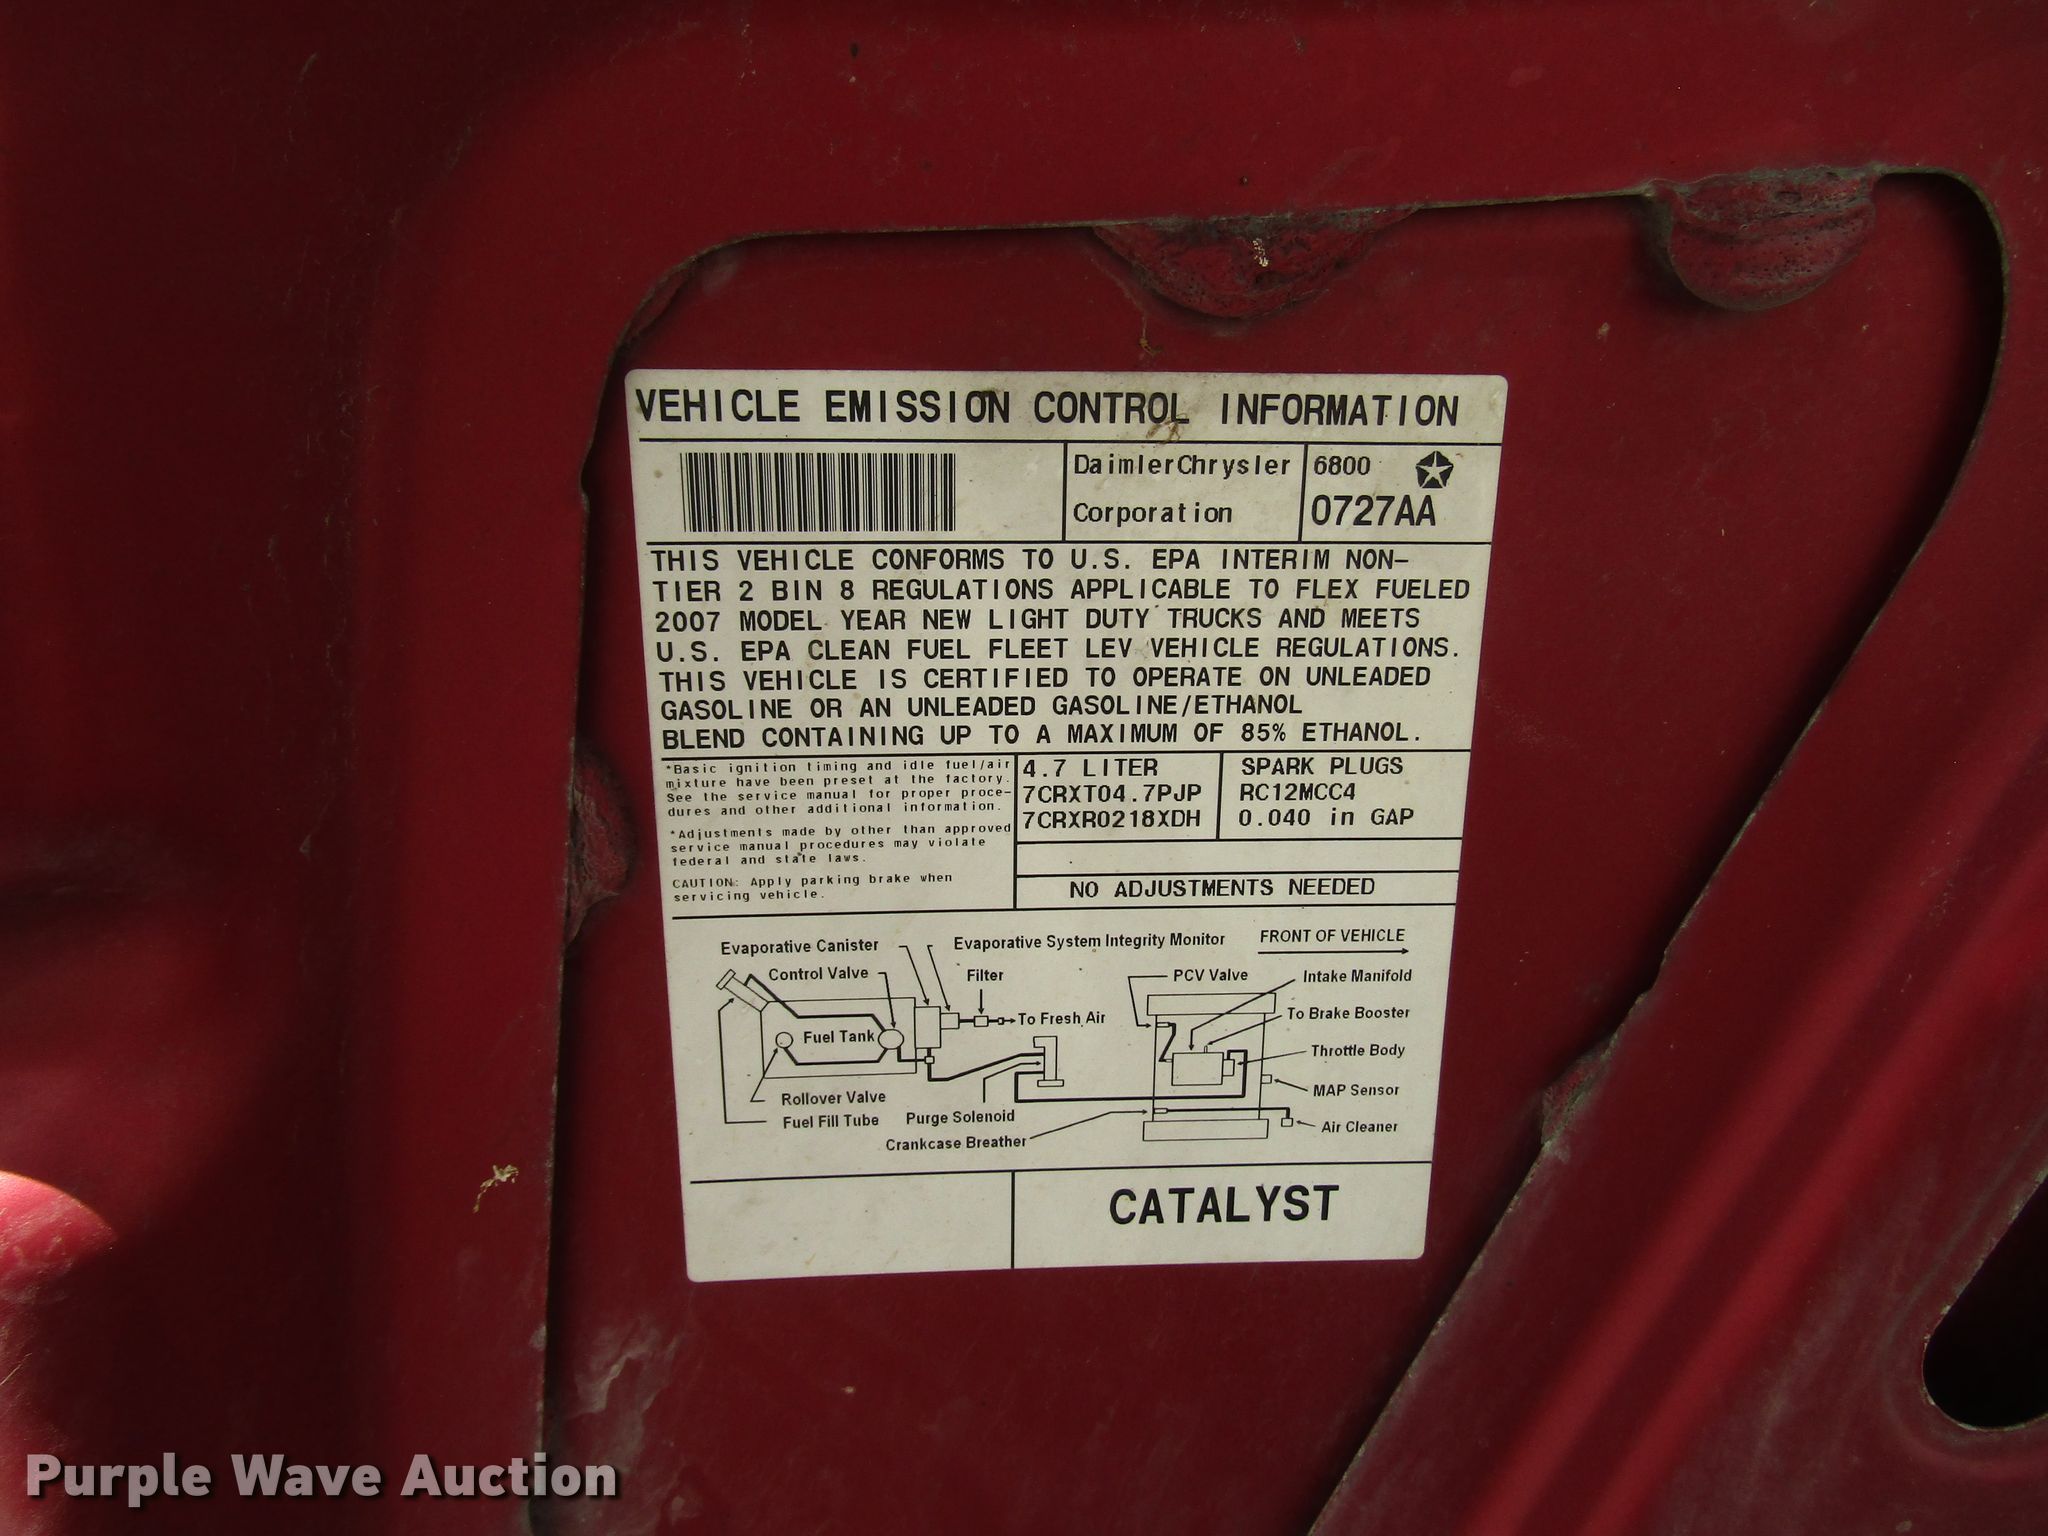 VEHICLE EMISSION CONTROL INFORMATION
DaimlerChrysler
Corporation
6800
0727AA
THIS VEHICLE CONFORMS TO U.S. EPA INTERIM NON-
TIER 2 BIN 8 REGULATIONS APPLICABLE TO FLEX FUELED
2007 MODEL YEAR NEW LIGHT DUTY TRUCKS AND MEETS
U.S. EPA CLEAN FUEL FLEET LEV VEHICLE REGULATIONS.
THIS VEHICLE IS CERTIFIED TO OPERATE ON UNLEADED
GASOLINE OR AN UNLEADED GASOLINE/ETHANOL
BLEND CONTAINING UP TO A MAXIMUM OF 85% ETHANOL.
*Basic ignition timing and idle fuel/air
mixture have been preset at the factory.
See the service manual for proper proce-
dures and other additional information.
*Adjustments made by other than approved
service manual procedures may violate
federal and state laws.
CAUTION: Apply parking brake when
servicing vehicle.
4.7 LITER
7CRXT04.7PJP
7CRXR0218XDH
SPARK PLUGS
RC12MCC4
0.040 in GAP
NO ADJUSTMENTS NEEDED
Evaporative Canister
Evaporative System Integrity Monitor
FRONT OF VEHICLE
Control Valve
Filter
PCV Valve
Intake Manifold
To Fresh Air
To Brake Booster
Fuel Tank
Throttle Body
MAP Sensor
Rollover Valve
Fuel Fill Tube
Purge Solenoid
Crankcase Breather
Air Cleaner
CATALYST
Purple Wave Auction